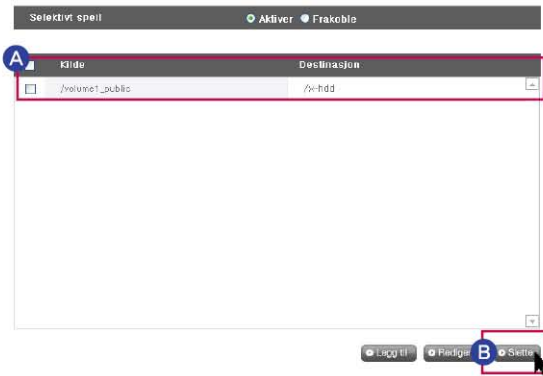 Selektivt speil Aktiver Frakoble
A Kilde Destinasjon
/volume1_public /x-hdd
Legg til Rediger B Slette